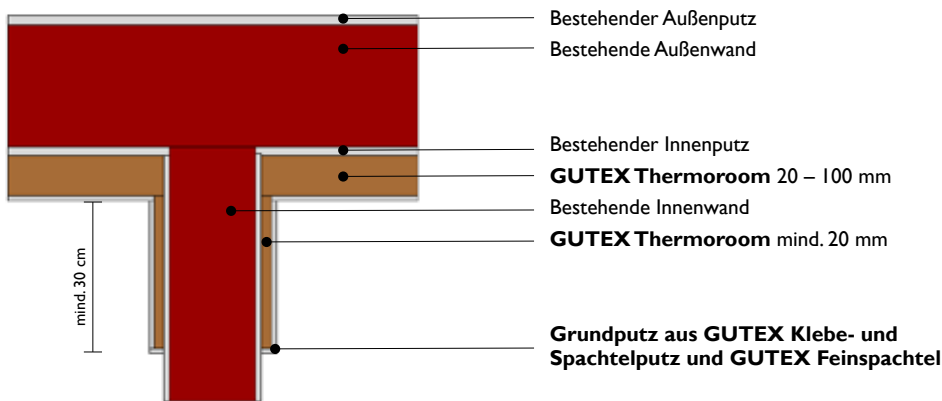 Bestehender Außenputz
Bestehende Außenwand
Bestehender Innenputz
GUTEX Thermoroom 20 – 100 mm
Bestehende Innenwand
GUTEX Thermoroom mind. 20 mm
mind. 30 cm
Grundputz aus GUTEX Klebe- und
Spachtelputz und GUTEX Feinspachtel